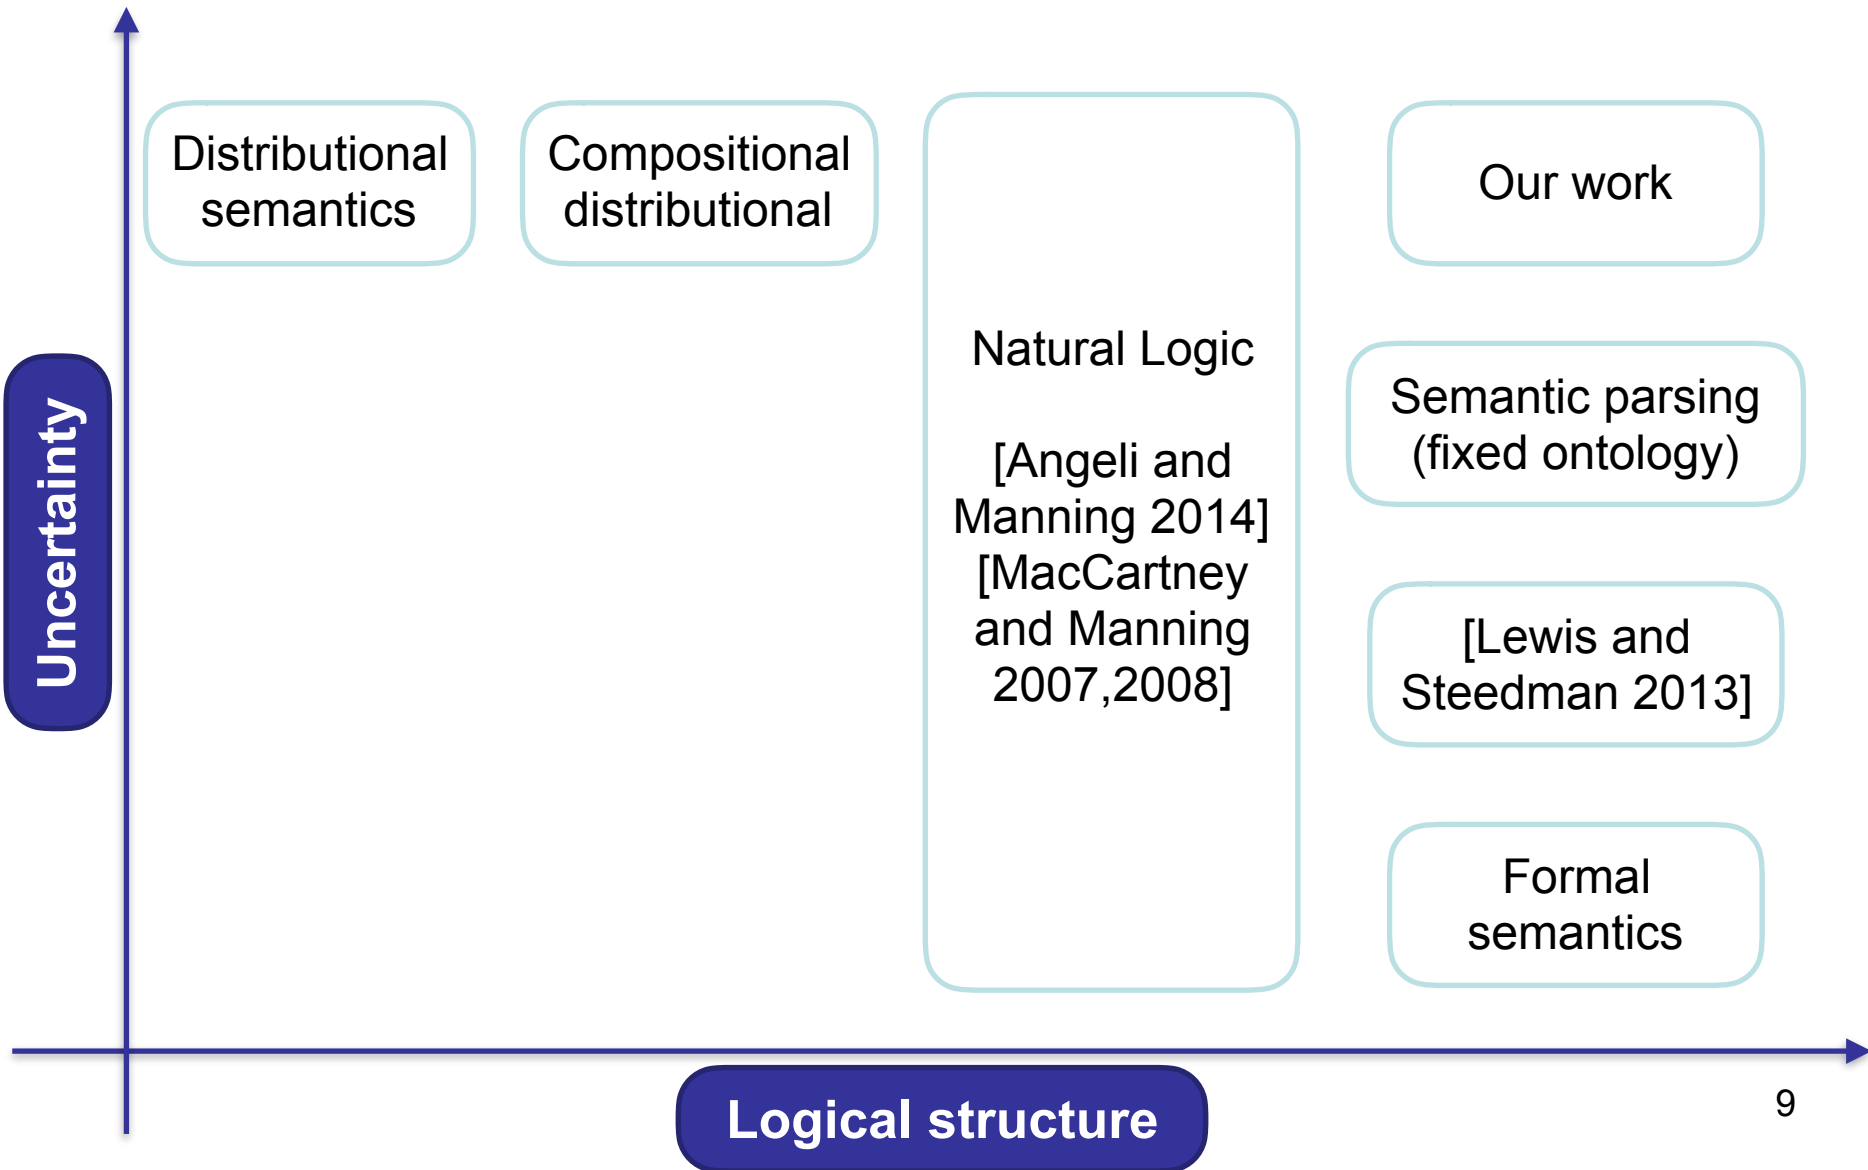 Distributional
semantics
Compositional
distributional
Natural Logic
[Angeli and
Manning 2014]
[MacCartney
and Manning
2007,2008]
Our work
Semantic parsing
(fixed ontology)
[Lewis and
Steedman 2013]
Formal
semantics
Uncertainty
Logical structure
9